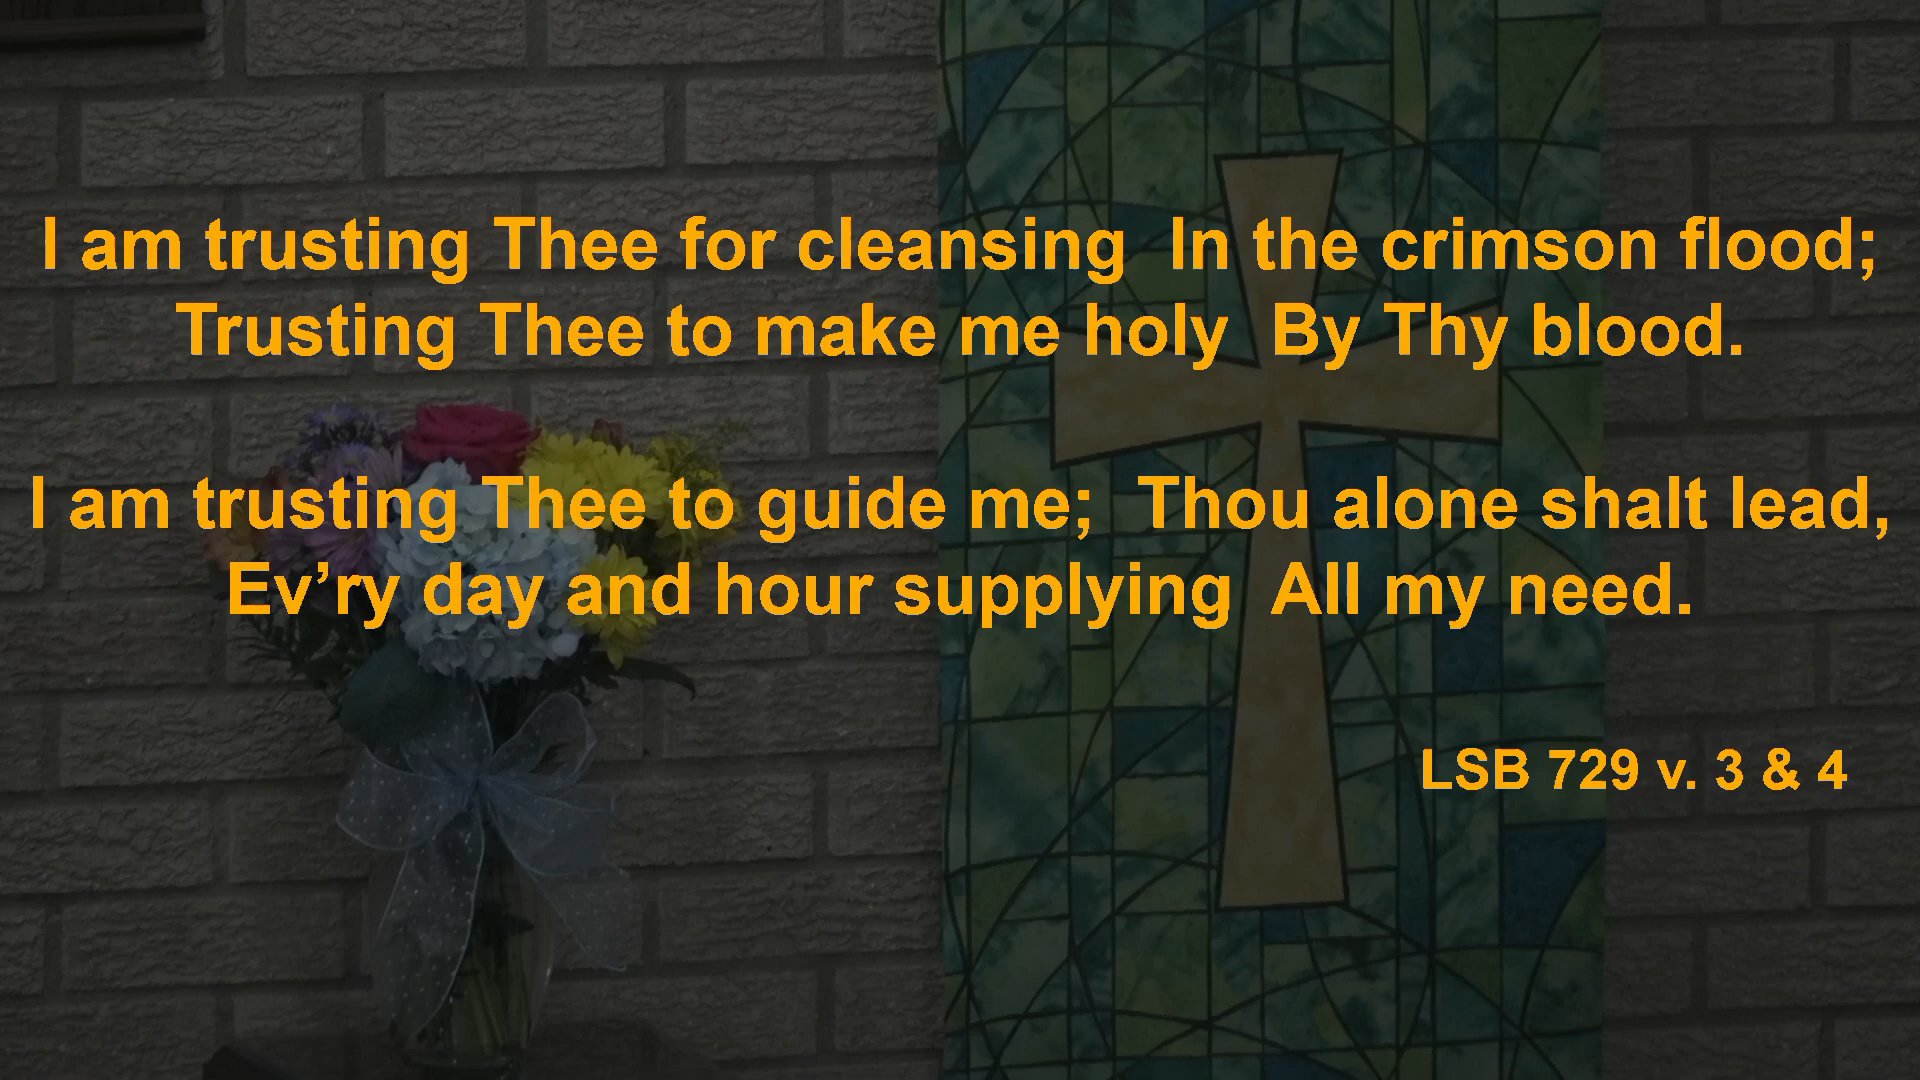 I am trusting Thee for cleansing  In the crimson flood;
Trusting Thee to make me holy  By Thy blood.
I am trusting Thee to guide me;  Thou alone shalt lead,
Ev’ry day and hour supplying  All my need.
LSB 729 v. 3 & 4